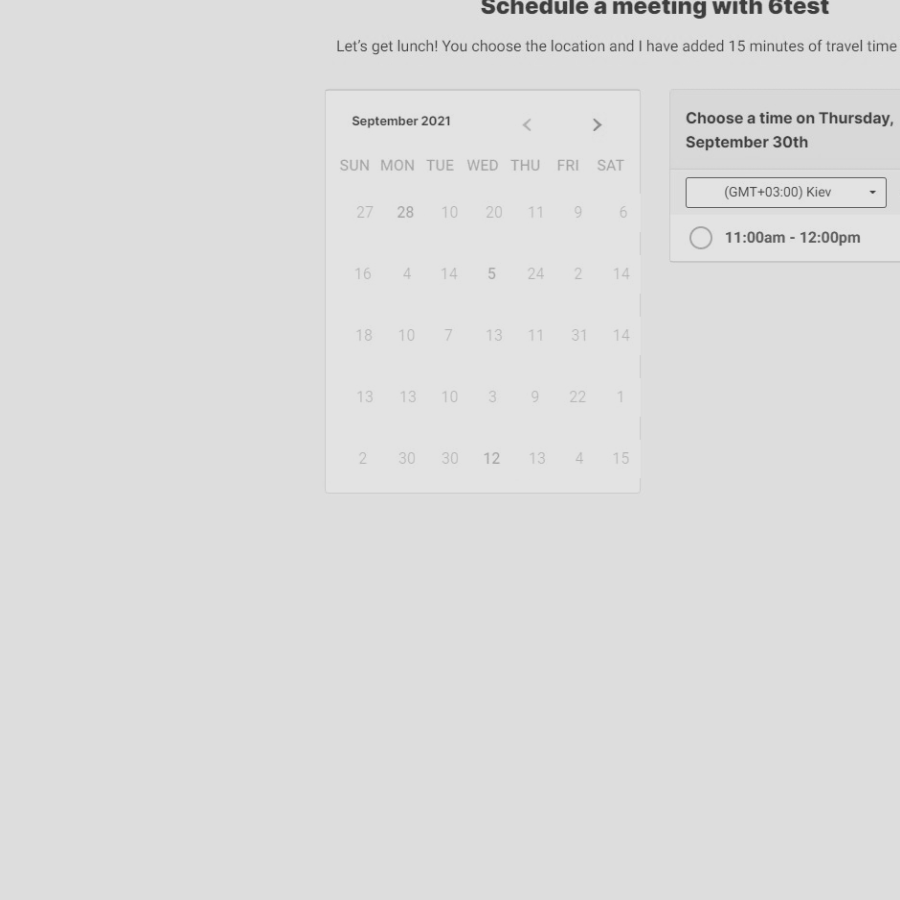 Schedule a meeting with 6test
Let's get lunch! You choose the location and I have added 15 minutes of travel time
September 2021
SUN MON TUE WED THU FRI SAT
27 28 10 20 11 9 6
16 4 14 5 24 2 14
18 10 7 13 11 31 14
13 13 10 3 9 22 1
2 30 30 12 13 4 15
Choose a time on Thursday,
September 30th
(GMT+03:00) Kiev
11:00am - 12:00pm